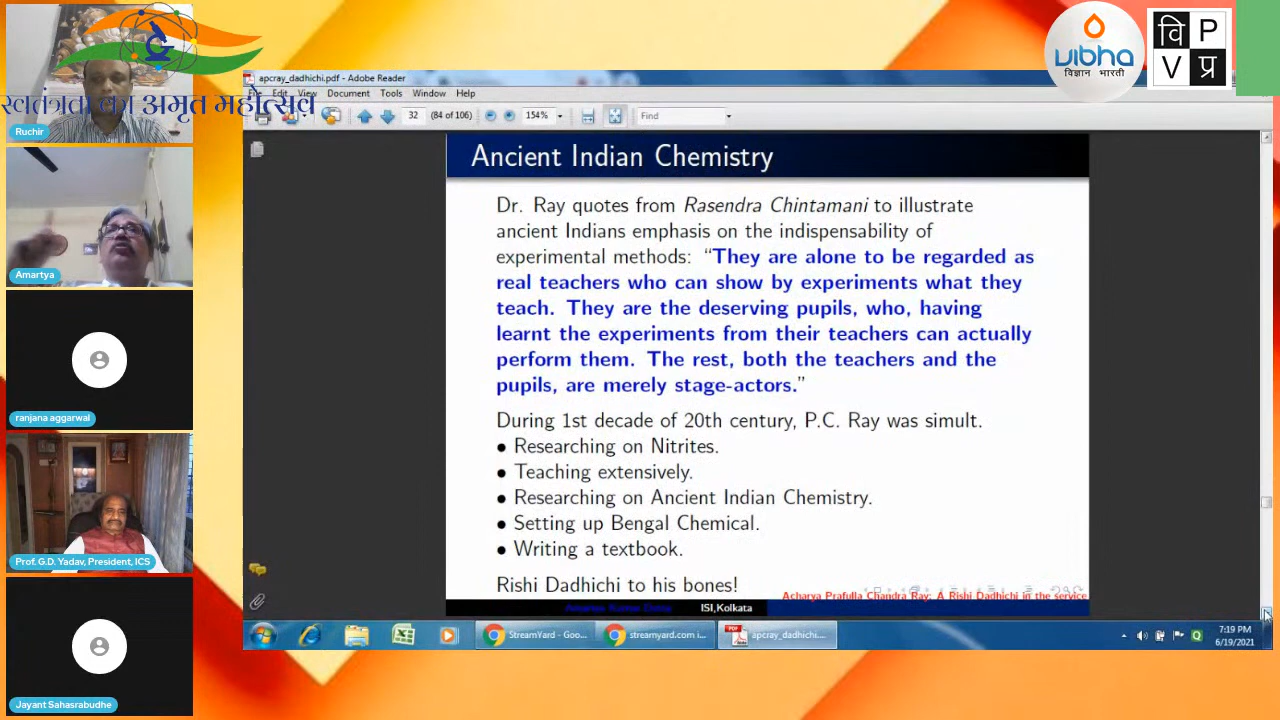 स्वतंत्रता का अमृत महोत्सव
Ruchir
Amartya
ranjana aggarwal
Prof. G.D. Yadav, President, ICS
Jayant Sahasrabudhe
vibha
विज्ञान भारती
वि P
V प्र
apcray_dadhichi.pdf - Adobe Reader
Edit View Document Tools Window Help
32 (84 of 106) 154% Find
Ancient Indian Chemistry
Dr. Ray quotes from Rasendra Chintamani to illustrate
ancient Indians emphasis on the indispensability of
experimental methods: “They are alone to be regarded as
real teachers who can show by experiments what they
teach. They are the deserving pupils, who, having
learnt the experiments from their teachers can actually
perform them. The rest, both the teachers and the
pupils, are merely stage-actors.”
During 1st decade of 20th century, P.C. Ray was simult.
• Researching on Nitrites.
• Teaching extensively.
• Researching on Ancient Indian Chemistry.
• Setting up Bengal Chemical.
• Writing a textbook.
Rishi Dadhichi to his bones!
Acharya Prafulla Chandra Ray: A Rishi Dadhichi in the service
ISI,Kolkata
StreamYard - Goo...
streamyard.com i...
apcray_dadhichi....
7:19 PM
6/19/2021